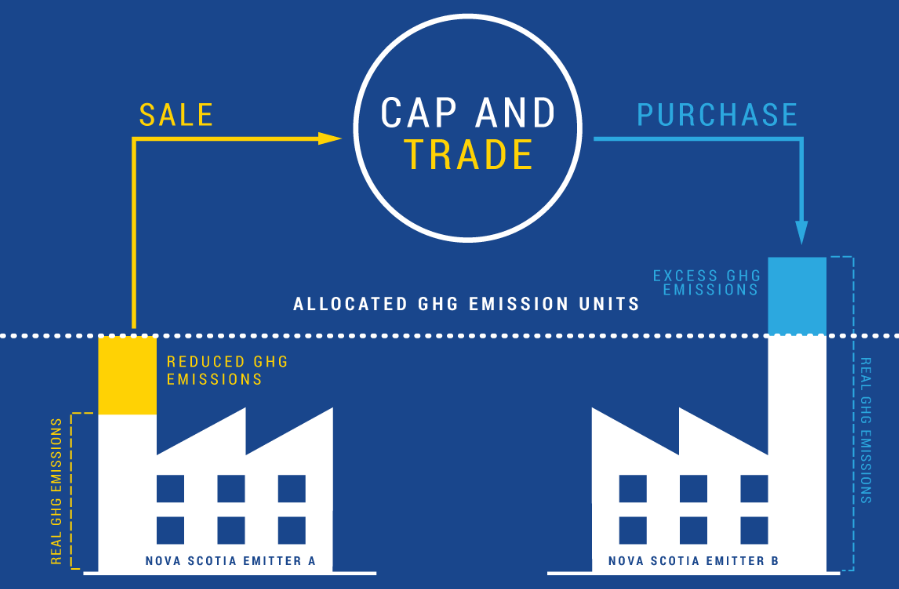 SALE
CAP AND
TRADE
PURCHASE
EXCESS GHG
EMISSIONS
ALLOCATED GHG EMISSION UNITS
REDUCED GHG
EMISSIONS
REAL GHG EMISSIONS
REAL GHG EMISSIONS
NOVA SCOTIA EMITTER A
NOVA SCOTIA EMITTER B